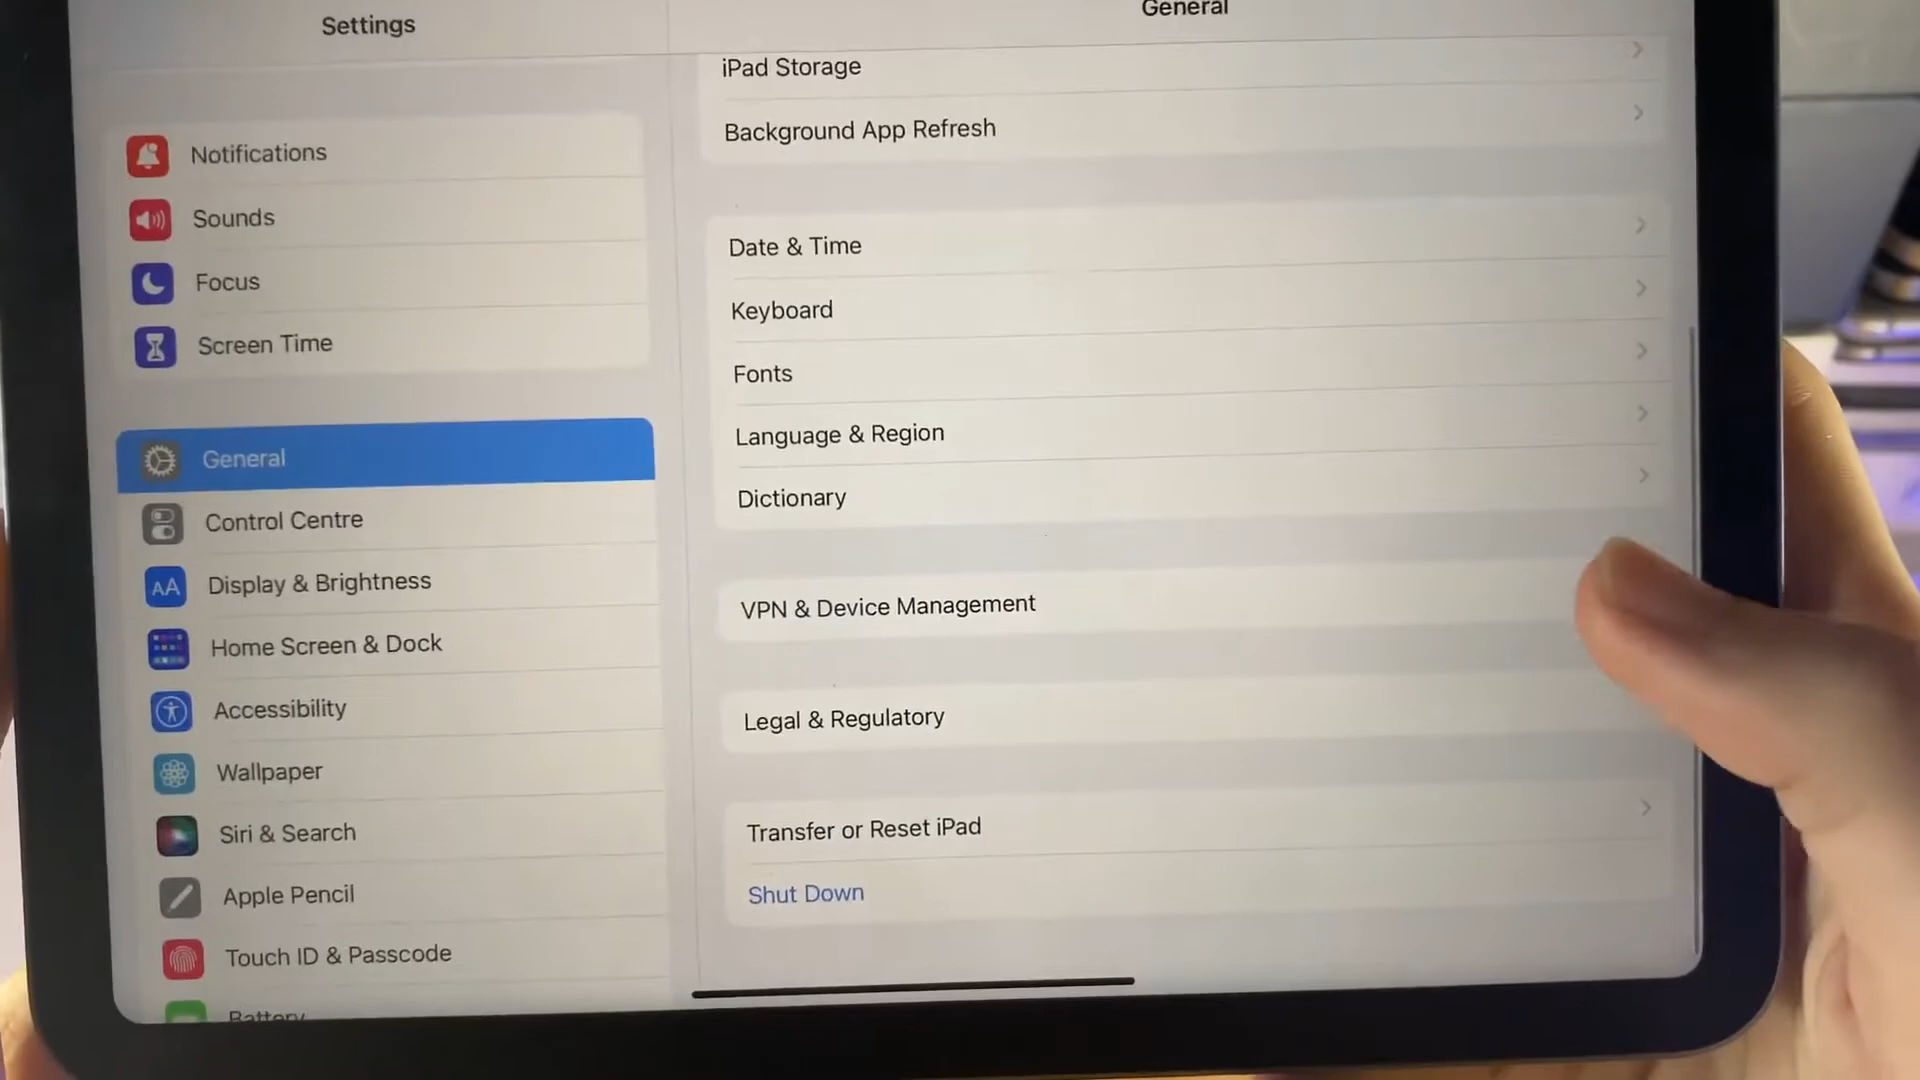 Settings
Notifications
Sounds
Focus
Screen Time
General
Control Centre
Display & Brightness
Home Screen & Dock
Accessibility
Wallpaper
Siri & Search
Apple Pencil
Touch ID & Passcode
Battery
General
iPad Storage
Background App Refresh
Date & Time
Keyboard
Fonts
Language & Region
Dictionary
VPN & Device Management
Legal & Regulatory
Transfer or Reset iPad
Shut Down